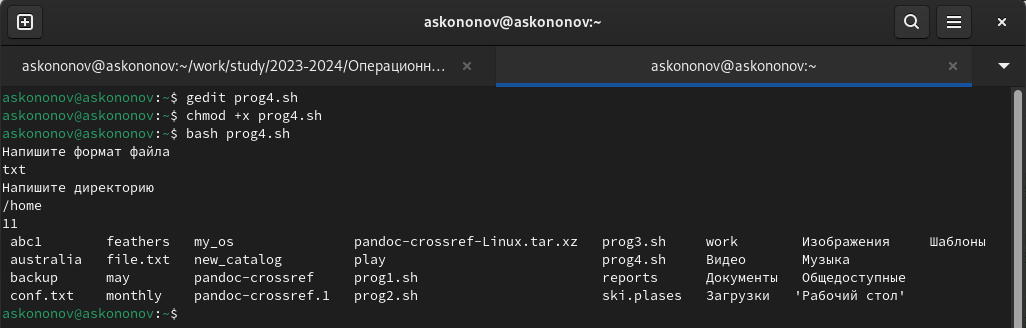 askononov@askononov:~
askononov@askononov:~/work/study/2023-2024/Операционн...
askononov@askononov:~
askononov@askononov:~$ gedit prog4.sh
askononov@askononov:~$ chmod +x prog4.sh
askononov@askononov:~$ bash prog4.sh
Напишите формат файла
txt
Напишите директорию
/home
11
abc1 feathers my_os pandoc-crossref-Linux.tar.xz prog3.sh work Изображения Шаблоны
australia file.txt new_catalog play prog4.sh Видео Музыка
backup may pandoc-crossref prog1.sh reports Документы Общедоступные
conf.txt monthly pandoc-crossref.1 prog2.sh ski.plases Загрузки 'Рабочий стол'
askononov@askononov:~$